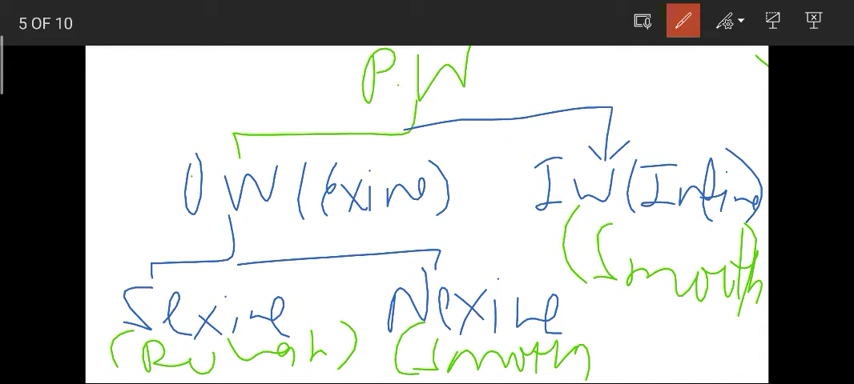 5 OF 10
P.W
OW (Exine) IW (Intine)
Sexine Nexine (Smooth
(Rough) (Smooth